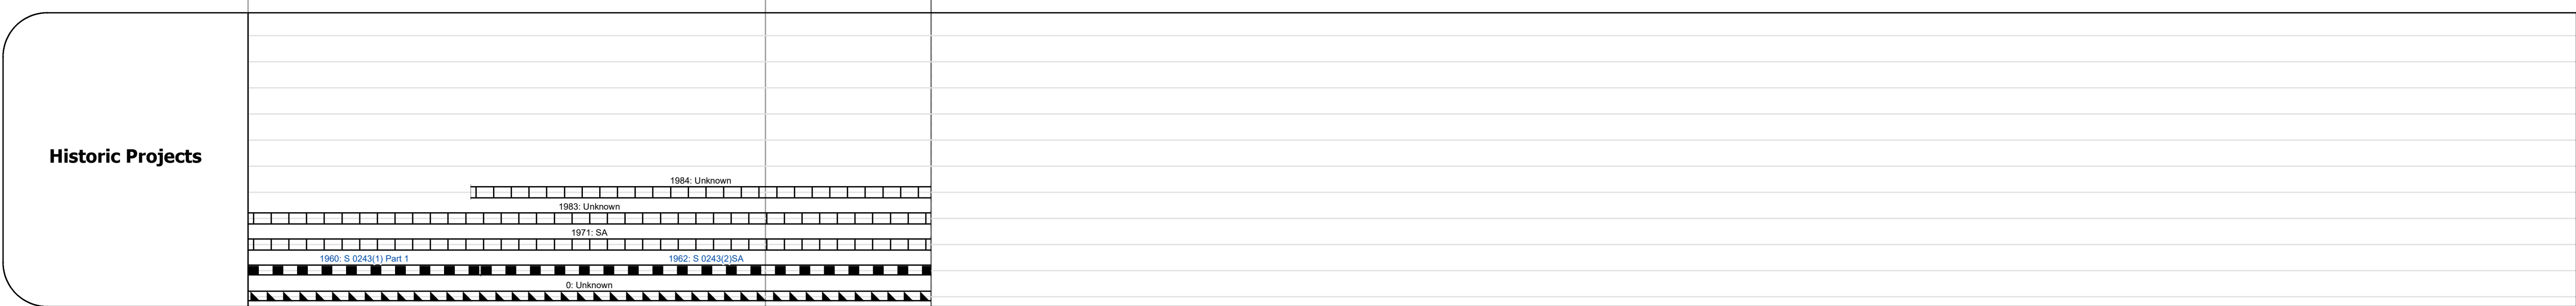 Historic Projects
1984: Unknown
1983: Unknown
1971: SA
1960: S 0243(1) Part 1
1962: S 0243(2)SA
0: Unknown